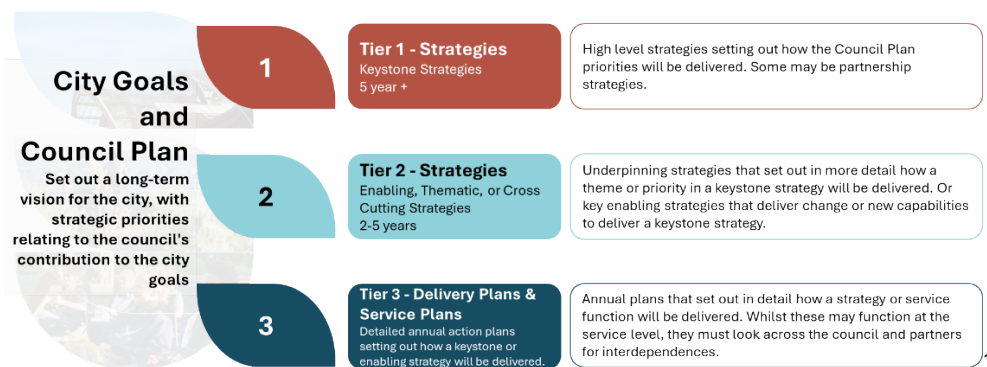 City Goals
and
Council Plan
Set out a long-term
vision for the city, with
strategic priorities
relating to the council's
contribution to the city
goals
1
Tier 1 - Strategies
Keystone Strategies
5 year +
High level strategies setting out how the Council Plan
priorities will be delivered. Some may be partnership
strategies.
2
Tier 2 - Strategies
Enabling, Thematic, or Cross
Cutting Strategies
2-5 years
Underpinning strategies that set out in more detail how a
theme or priority in a keystone strategy will be delivered. Or
key enabling strategies that deliver change or new capabilities
to deliver a keystone strategy.
3
Tier 3 - Delivery Plans &
Service Plans
Detailed annual action plans
setting out how a keystone or
enabling strategy will be delivered.
Annual plans that set out in detail how a strategy or service
function will be delivered. Whilst these may function at the
service level, they must look across the council and partners
for interdependences.